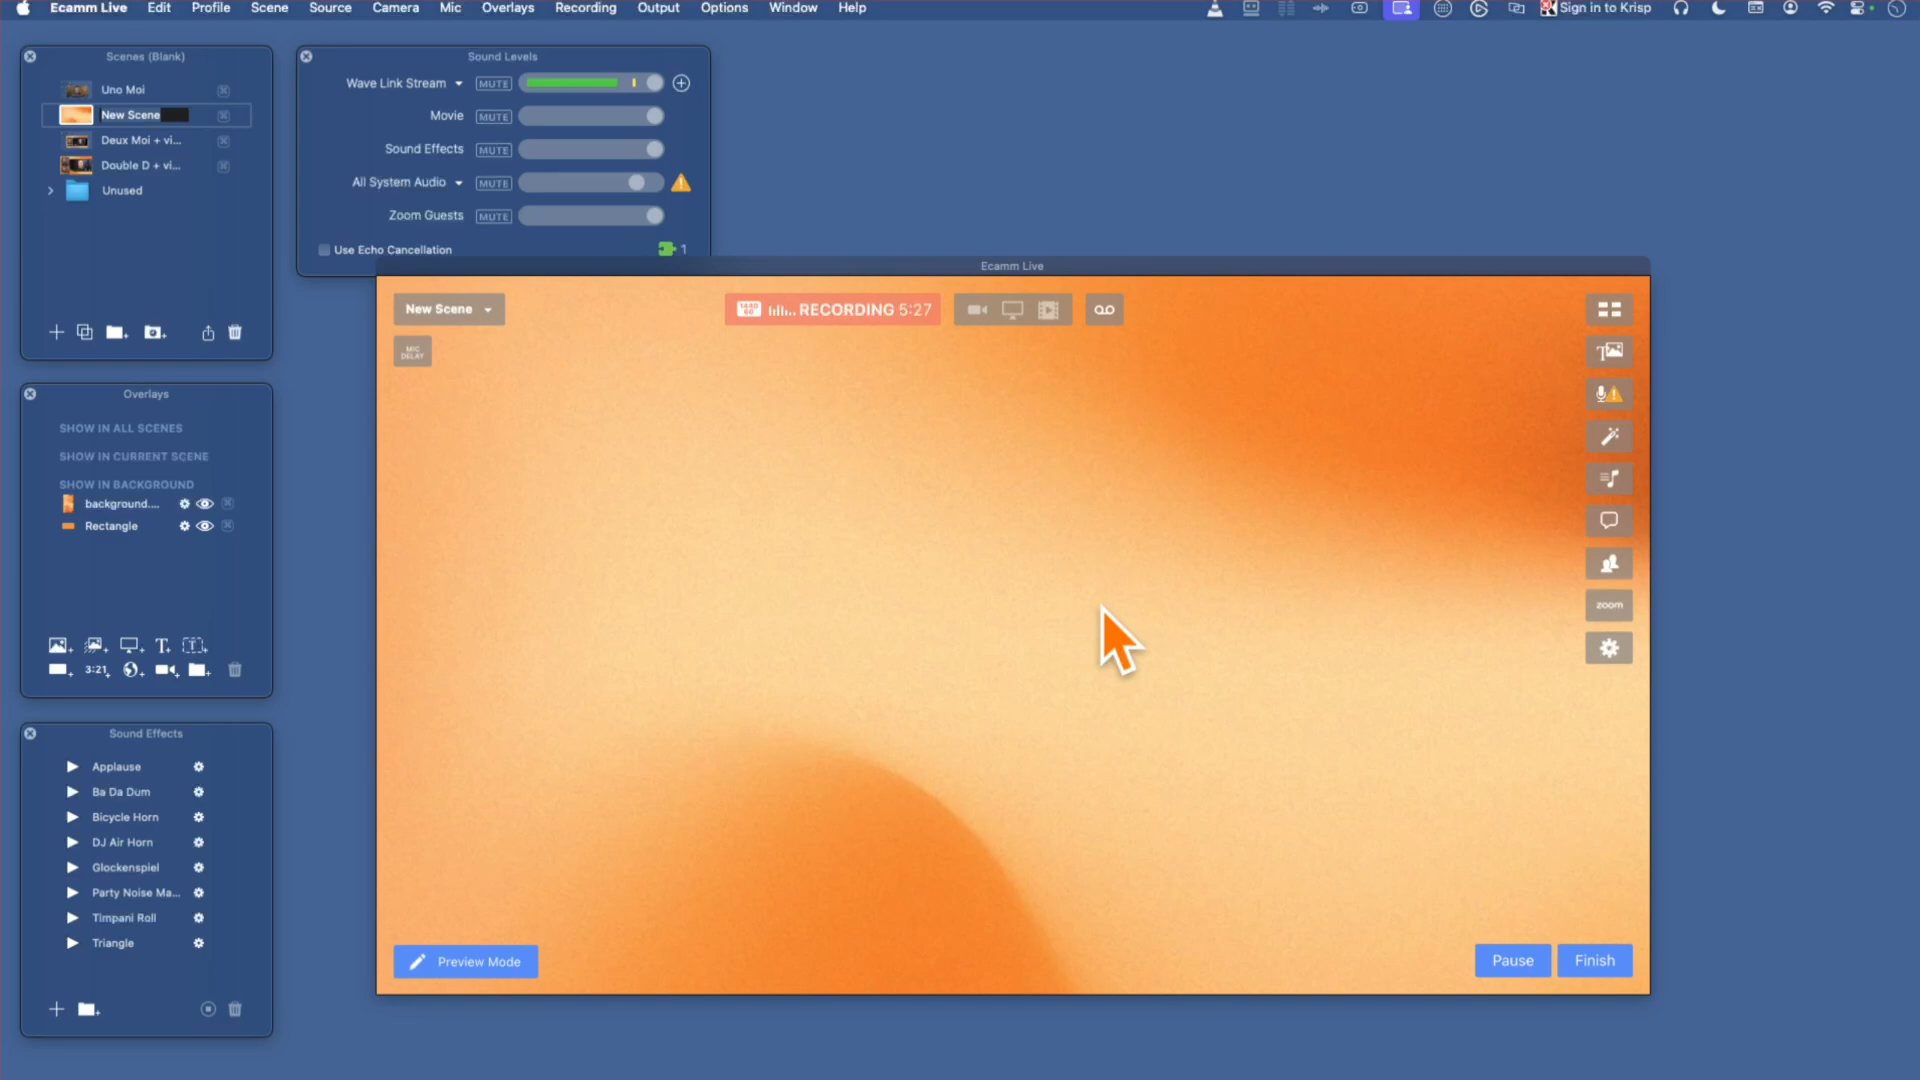 Ecamm Live Edit Profile Scene Source Camera Mic Overlays Recording Output Options Window Help Sign in to Krisp
Scenes (Blank)
Uno Moi
New Scene
Deux Moi + vi...
Double D + vi...
Unused
Sound Levels
Wave Link Stream MUTE
Movie MUTE
Sound Effects MUTE
All System Audio MUTE
Zoom Guests MUTE
Use Echo Cancellation 1
Ecamm Live
New Scene
1440 60 RECORDING 5:27
MIC DELAY
T
zoom
Preview Mode
Pause Finish
Overlays
SHOW IN ALL SCENES
SHOW IN CURRENT SCENE
SHOW IN BACKGROUND
background....
Rectangle
T T
3:21
Sound Effects
Applause
Ba Da Dum
Bicycle Horn
DJ Air Horn
Glockenspiel
Party Noise Ma...
Timpani Roll
Triangle